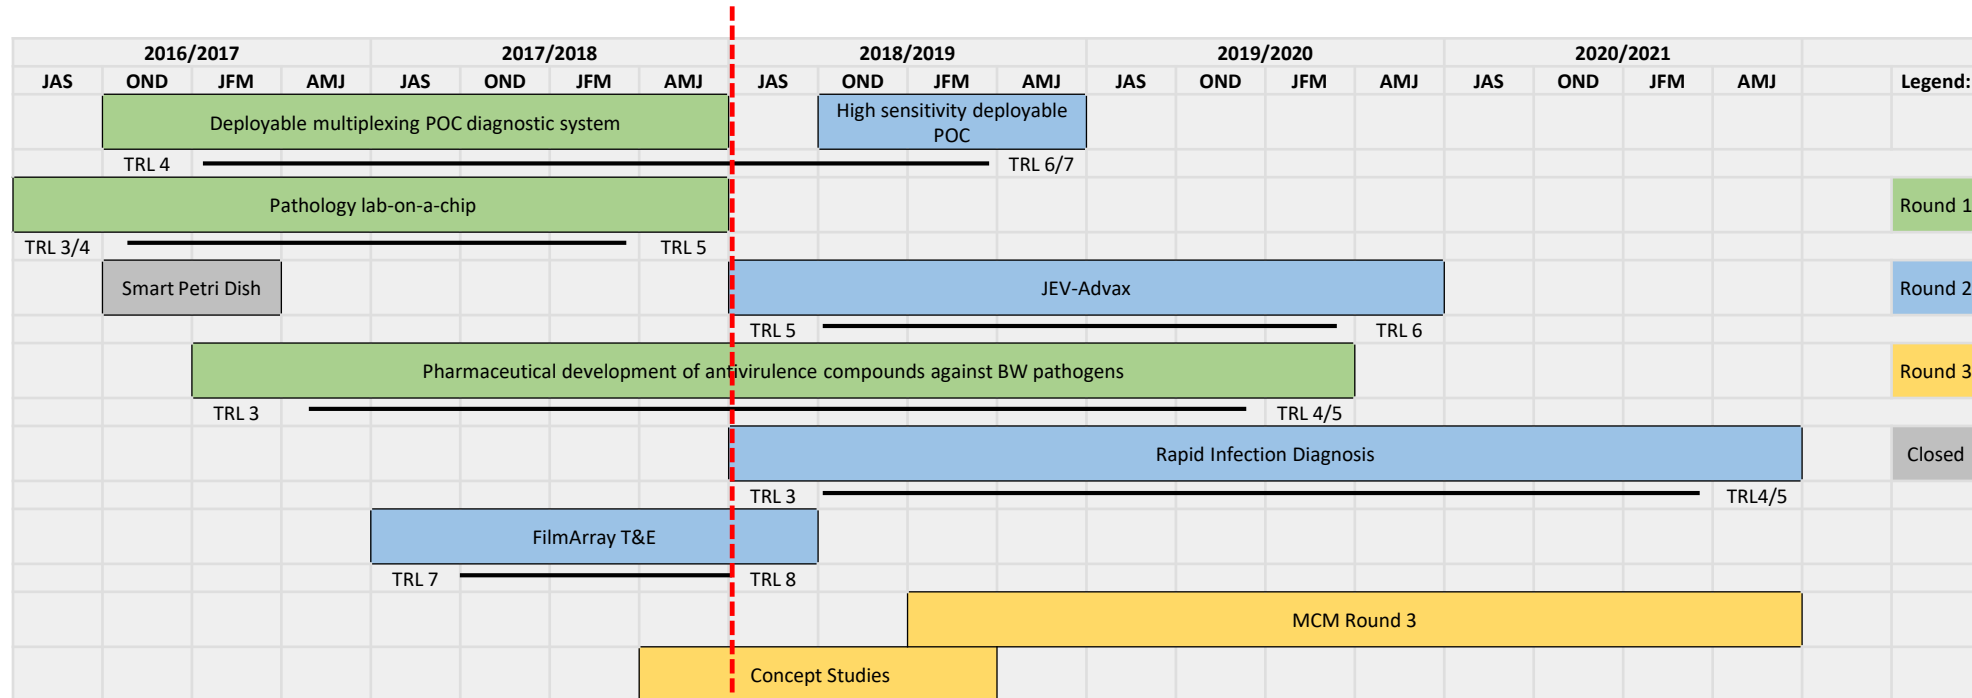 2016/2017 2017/2018 2018/2019 2019/2020 2020/2021
JAS OND JFM AMJ JAS OND JFM AMJ JAS OND JFM AMJ JAS OND JFM AMJ JAS OND JFM AMJ Legend:
Deployable multiplexing POC diagnostic system
High sensitivity deployable
POC
TRL 4 TRL 6/7
Pathology lab-on-a-chip Round 1
TRL 3/4 TRL 5
Smart Petri Dish JEV-Advax Round 2
TRL 5 TRL 6
Pharmaceutical development of antivirulence compounds against BW pathogens Round 3
TRL 3 TRL 4/5
Rapid Infection Diagnosis Closed
TRL 3 TRL4/5
FilmArray T&E
TRL 7 TRL 8
MCM Round 3
Concept Studies